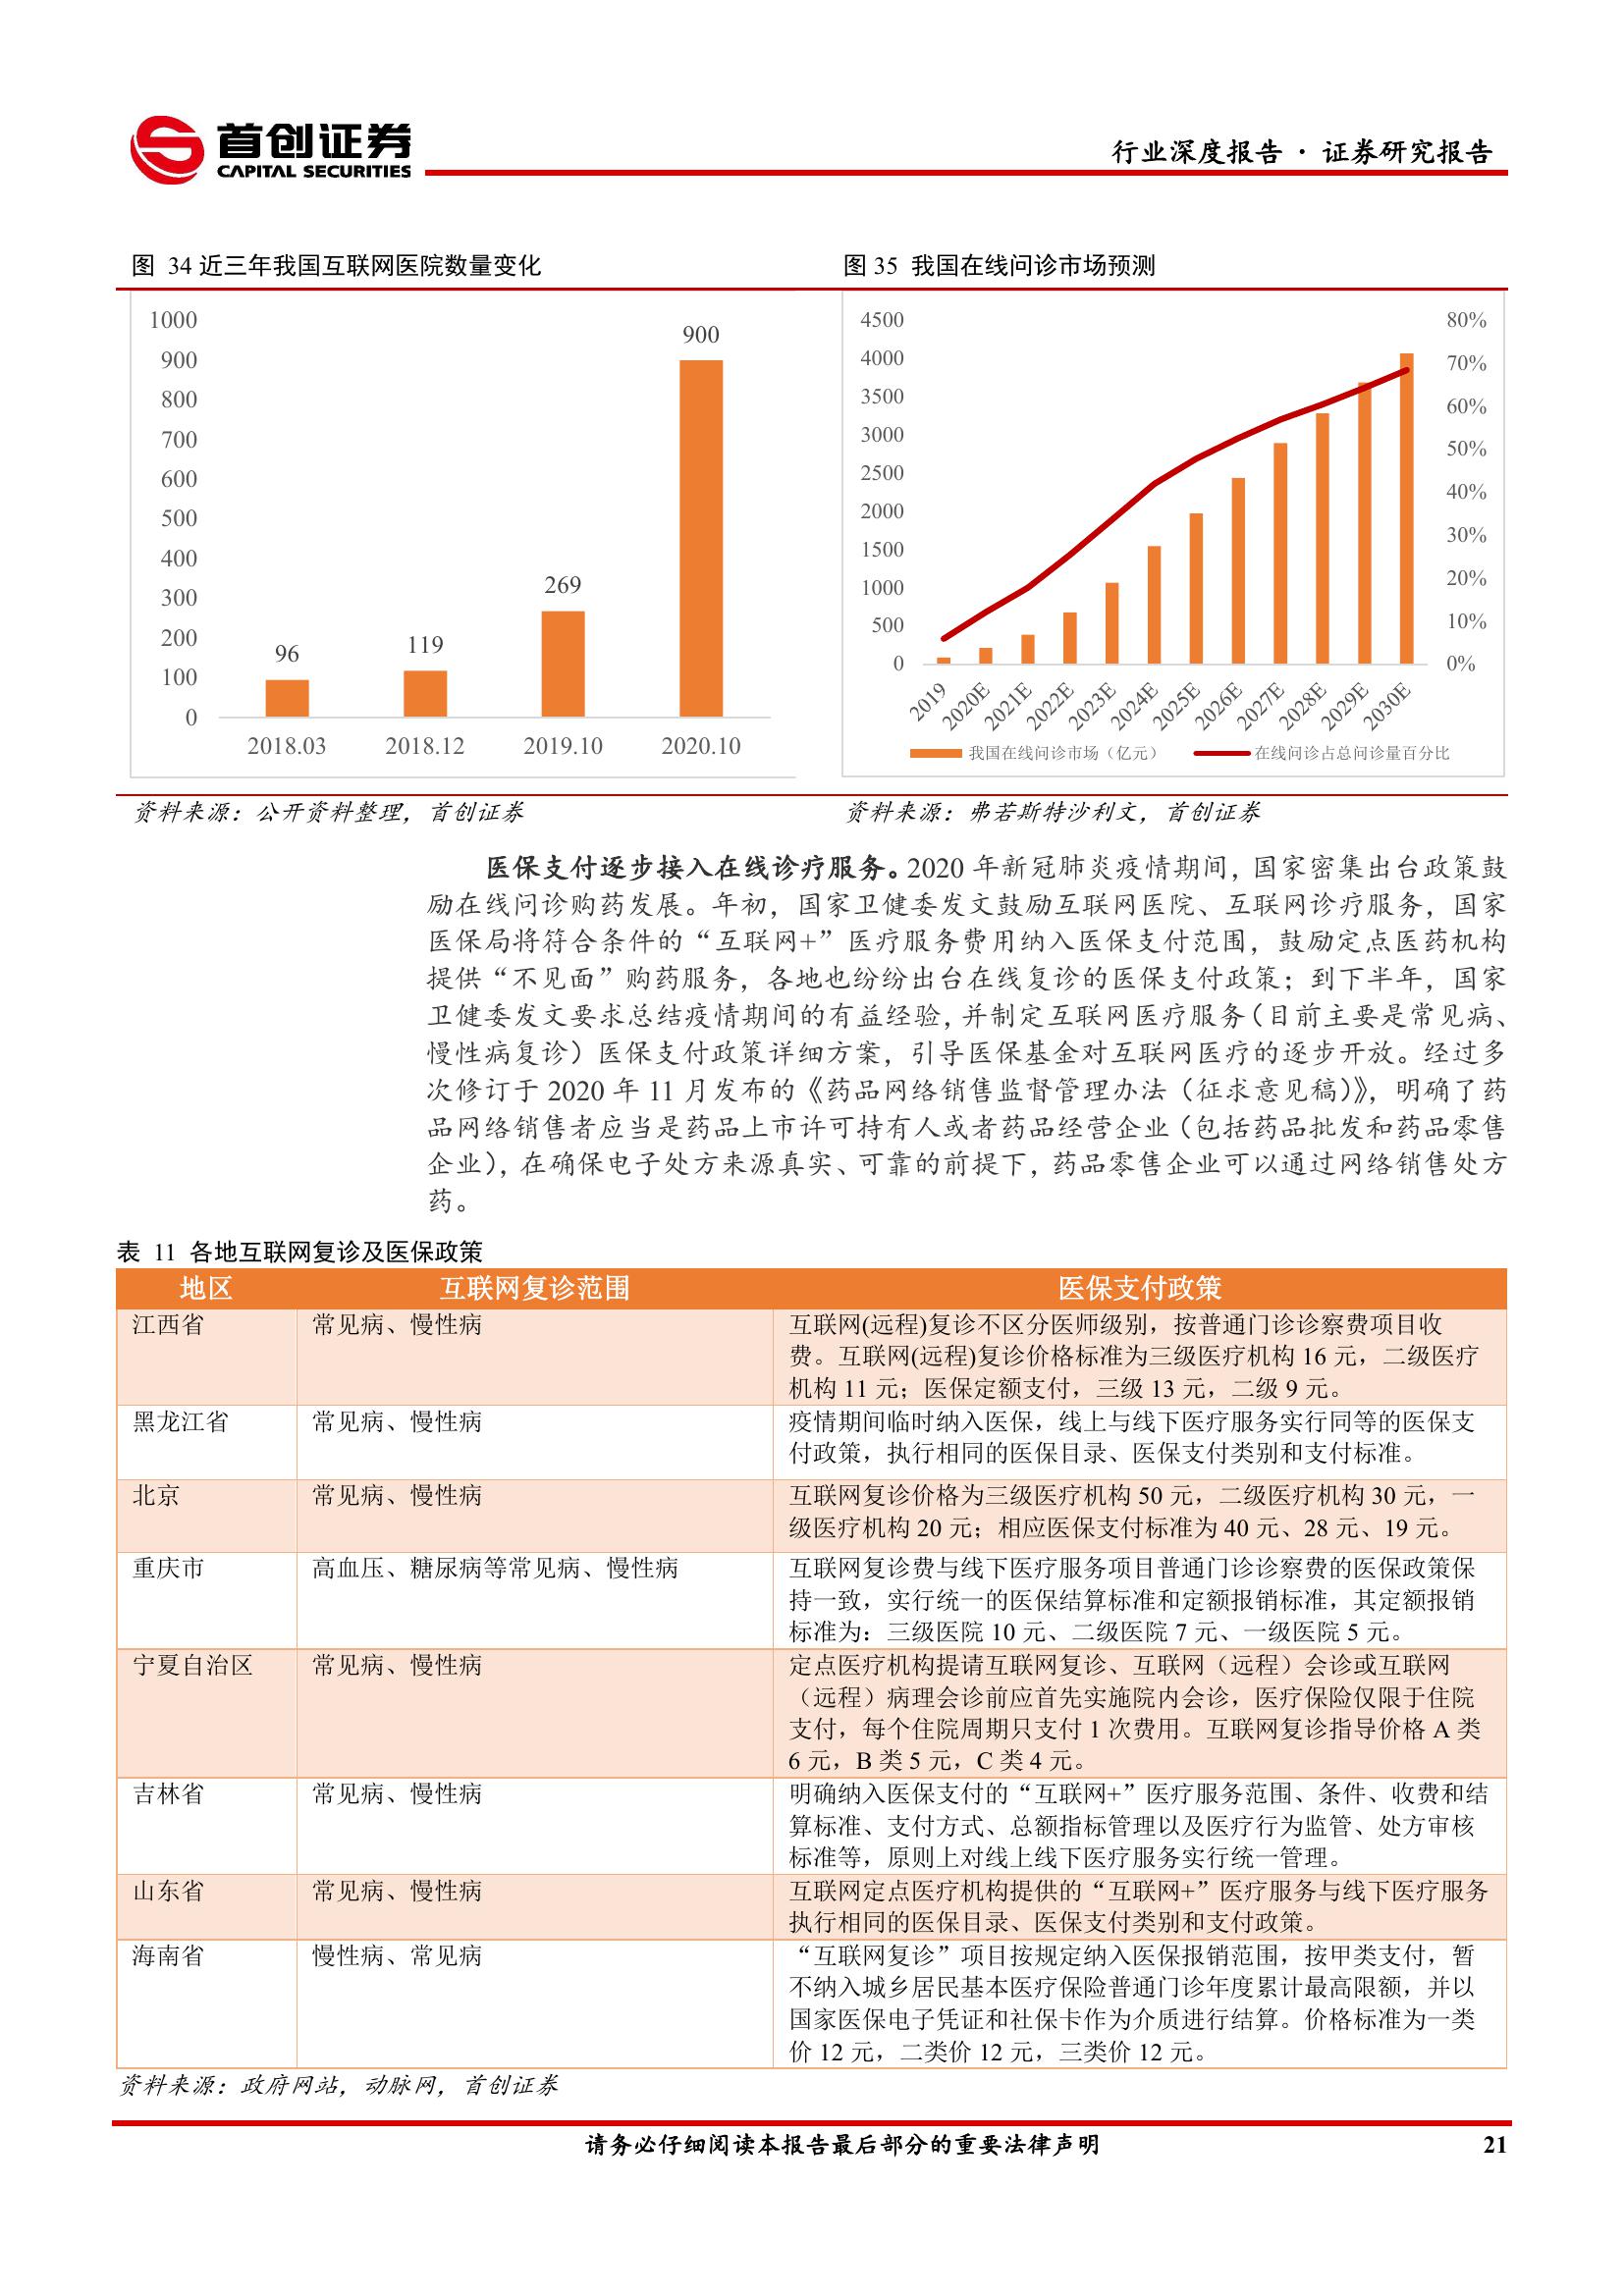 首创证券
CAPITAL SECURITIES
行业深度报告 · 证券研究报告
图 34 近三年我国互联网医院数量变化
1000
900
800
700
600
500
400
300
200
100
0
96
119
269
900
2018.03
2018.12
2019.10
2020.10
资料来源：公开资料整理，首创证券
图 35 我国在线问诊市场预测
4500
4000
3500
3000
2500
2000
1500
1000
500
0
80%
70%
60%
50%
40%
30%
20%
10%
0%
2019
2020E
2021E
2022E
2023E
2024E
2025E
2026E
2027E
2028E
2029E
2030E
我国在线问诊市场（亿元）
在线问诊占总问诊量百分比
资料来源：弗若斯特沙利文，首创证券
医保支付逐步接入在线诊疗服务。2020 年新冠肺炎疫情期间，国家密集出台政策鼓
励在线问诊购药发展。年初，国家卫健委发文鼓励互联网医院、互联网诊疗服务，国家
医保局将符合条件的“互联网+”医疗服务费用纳入医保支付范围，鼓励定点医药机构
提供“不见面”购药服务，各地也纷纷出台在线复诊的医保支付政策；到下半年，国家
卫健委发文要求总结疫情期间的有益经验，并制定互联网医疗服务（目前主要是常见病、
慢性病复诊）医保支付政策详细方案，引导医保基金对互联网医疗的逐步开放。经过多
次修订于 2020 年 11 月发布的《药品网络销售监督管理办法（征求意见稿）》，明确了药
品网络销售者应当是药品上市许可持有人或者药品经营企业（包括药品批发和药品零售
企业），在确保电子处方来源真实、可靠的前提下，药品零售企业可以通过网络销售处方
药。
表 11 各地互联网复诊及医保政策
地区
互联网复诊范围
医保支付政策
江西省
常见病、慢性病
互联网(远程)复诊不区分医师级别，按普通门诊诊察费项目收
费。互联网(远程)复诊价格标准为三级医疗机构 16 元，二级医疗
机构 11 元；医保定额支付，三级 13 元，二级 9 元。
黑龙江省
常见病、慢性病
疫情期间临时纳入医保，线上与线下医疗服务实行同等的医保支
付政策，执行相同的医保目录、医保支付类别和支付标准。
北京
常见病、慢性病
互联网复诊价格为三级医疗机构 50 元，二级医疗机构 30 元，一
级医疗机构 20 元；相应医保支付标准为 40 元、28 元、19 元。
重庆市
高血压、糖尿病等常见病、慢性病
互联网复诊费与线下医疗服务项目普通门诊诊察费的医保政策保
持一致，实行统一的医保结算标准和定额报销标准，其定额报销
标准为：三级医院 10 元、二级医院 7 元、一级医院 5 元。
宁夏自治区
常见病、慢性病
定点医疗机构提请互联网复诊、互联网（远程）会诊或互联网
（远程）病理会诊前应首先实施院内会诊，医疗保险仅限于住院
支付，每个住院周期只支付 1 次费用。互联网复诊指导价格 A 类
6 元，B 类 5 元，C 类 4 元。
吉林省
常见病、慢性病
明确纳入医保支付的“互联网+”医疗服务范围、条件、收费和结
算标准、支付方式、总额指标管理以及医疗行为监管、处方审核
标准等，原则上对线上线下医疗服务实行统一管理。
山东省
常见病、慢性病
互联网定点医疗机构提供的“互联网+”医疗服务与线下医疗服务
执行相同的医保目录、医保支付类别和支付政策。
海南省
慢性病、常见病
“互联网复诊”项目按规定纳入医保报销范围，按甲类支付，暂
不纳入城乡居民基本医疗保险普通门诊年度累计最高限额，并以
国家医保电子凭证和社保卡作为介质进行结算。价格标准为一类
价 12 元，二类价 12 元，三类价 12 元。
资料来源：政府网站，动脉网，首创证券
请务必仔细阅读本报告最后部分的重要法律声明
21